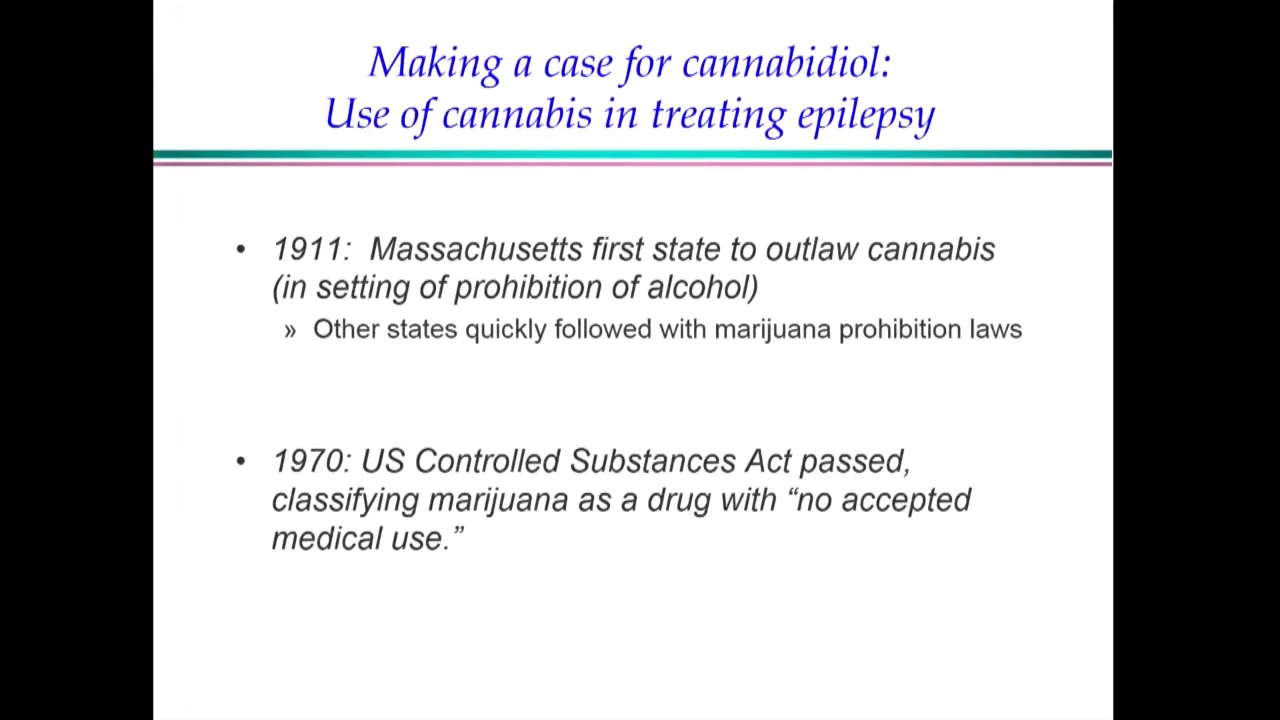 Making a case for cannabidiol:
Use of cannabis in treating epilepsy
• 1911:  Massachusetts first state to outlaw cannabis
(in setting of prohibition of alcohol)
» Other states quickly followed with marijuana prohibition laws
• 1970: US Controlled Substances Act passed,
classifying marijuana as a drug with “no accepted
medical use.”